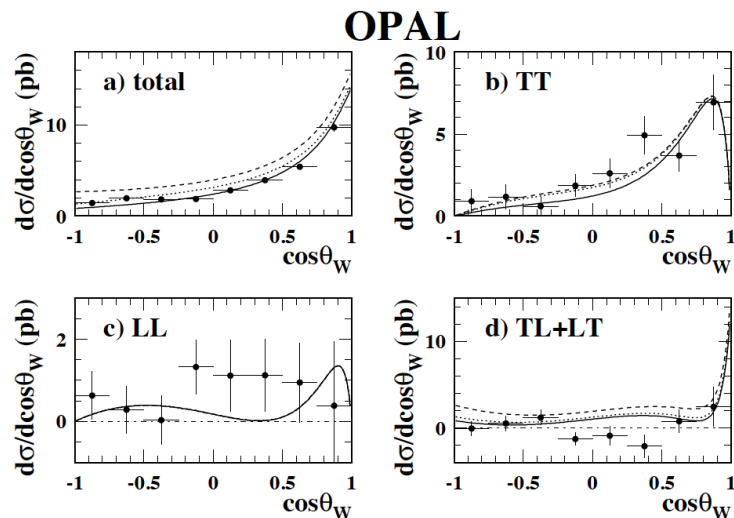 OPAL
a) total
dσ/dcosθW (pb)
10
0
-1 -0.5 0 0.5 1
cosθW
b) TT
dσ/dcosθW (pb)
10
5
0
-1 -0.5 0 0.5 1
cosθW
c) LL
dσ/dcosθW (pb)
2
0
-1 -0.5 0 0.5 1
cosθW
d) TL+LT
dσ/dcosθW (pb)
10
0
-1 -0.5 0 0.5 1
cosθW